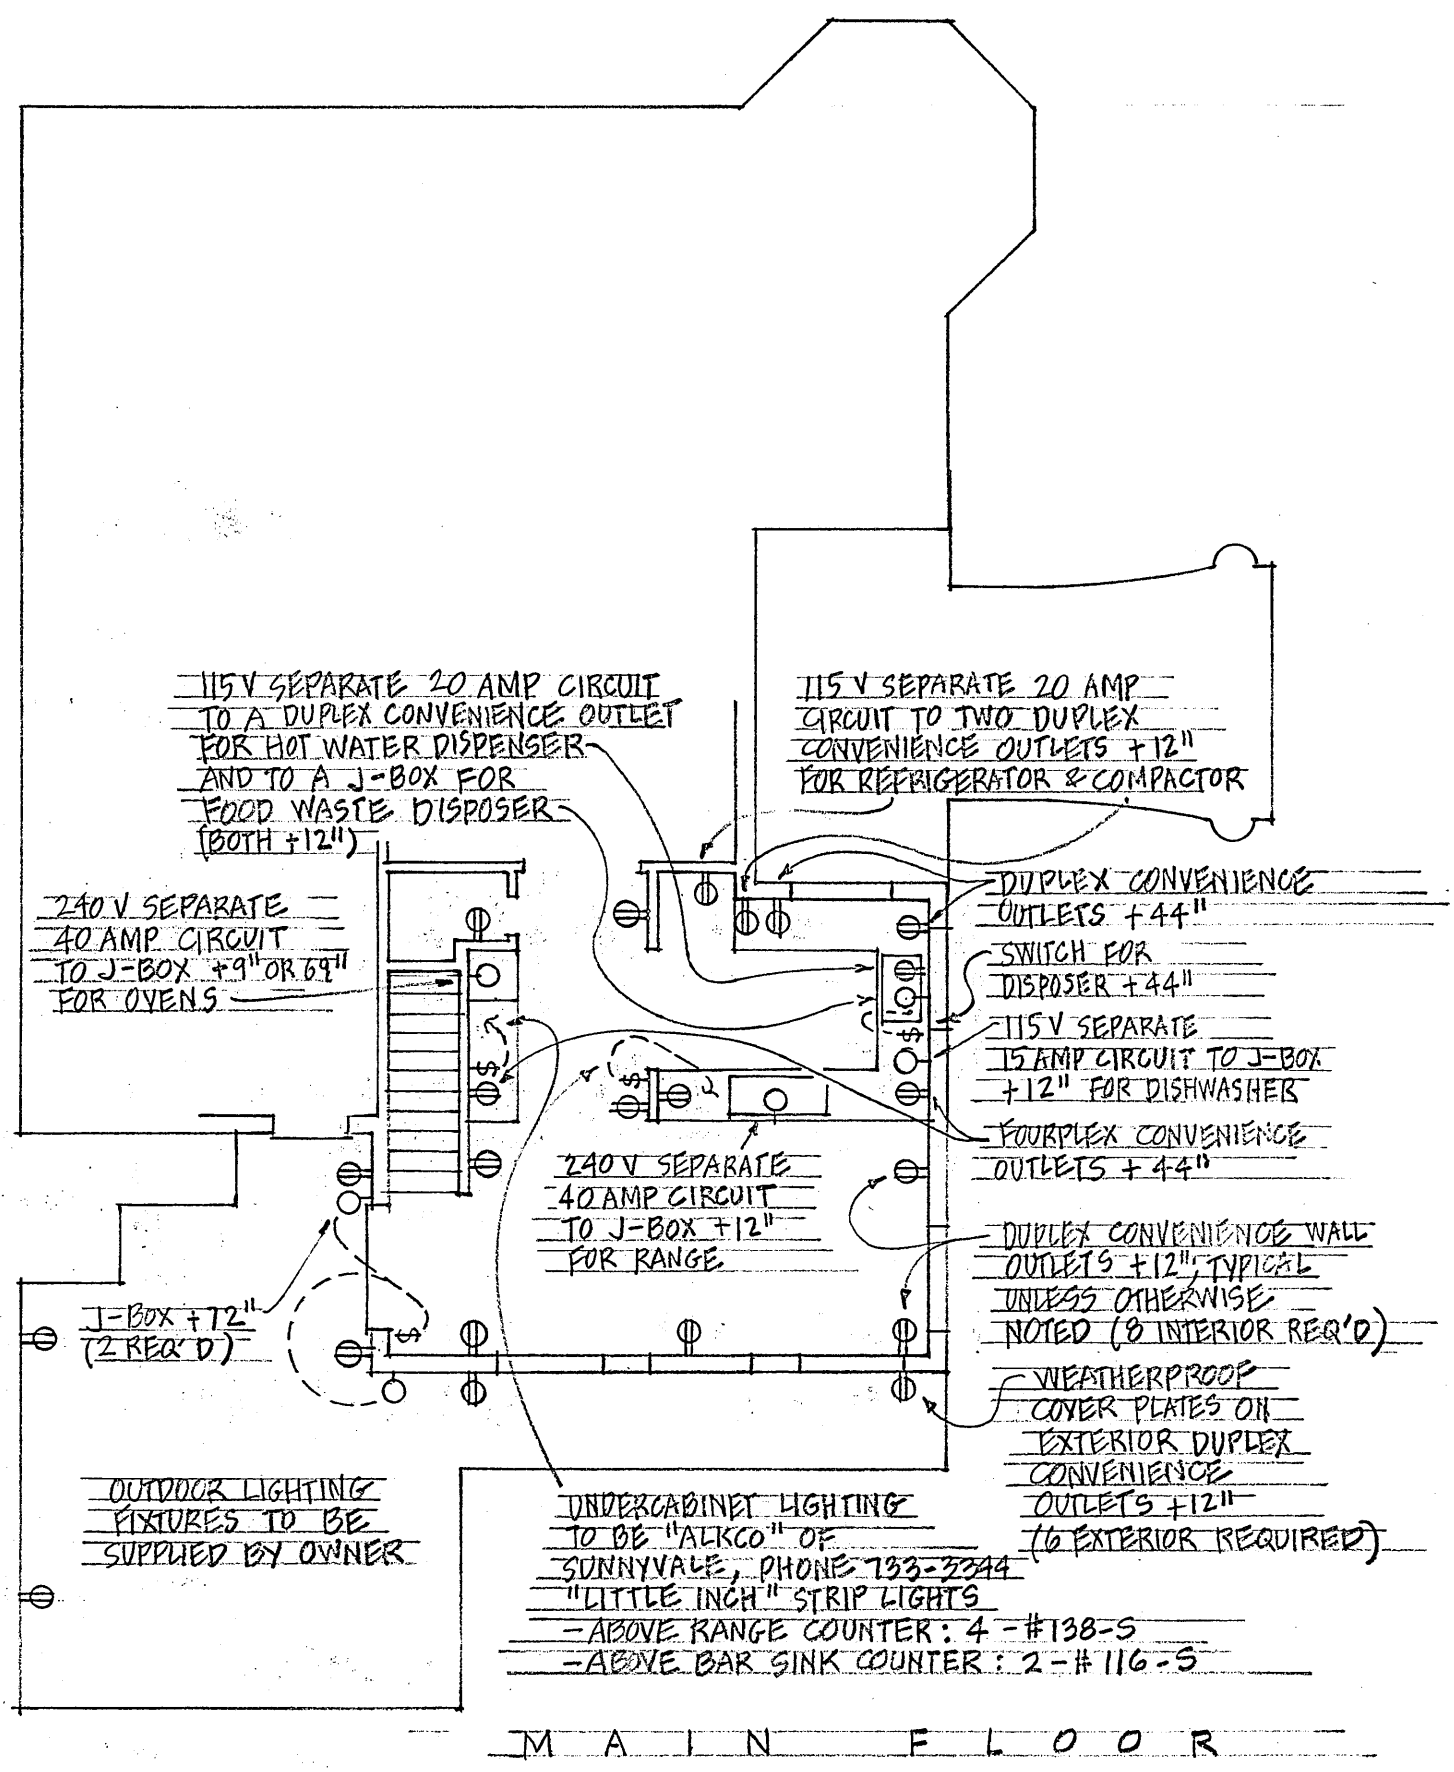 115 V SEPARATE 20 AMP CIRCUIT
TO A DUPLEX CONVENIENCE OUTLET
FOR HOT WATER DISPENSER
AND TO A J-BOX FOR
FOOD WASTE DISPOSER
(BOTH +12")
115 V SEPARATE 20 AMP
CIRCUIT TO TWO DUPLEX
CONVENIENCE OUTLETS +12"
FOR REFRIGERATOR & COMPACTOR
240 V SEPARATE
40 AMP CIRCUIT
TO J-BOX +9" OR 69"
FOR OVENS
DUPLEX CONVENIENCE
OUTLETS +44"
SWITCH FOR
DISPOSER +44"
115 V SEPARATE
15 AMP CIRCUIT TO J-BOX
+12" FOR DISHWASHER
FOURPLEX CONVENIENCE
OUTLETS +44"
$
$
$
$
240 V SEPARATE
40 AMP CIRCUIT
TO J-BOX +12"
FOR RANGE
DUPLEX CONVENIENCE WALL
OUTLETS +12", TYPICAL
UNLESS OTHERWISE
NOTED (8 INTERIOR REQ'D)
J-BOX +72"
(2 REQ'D)
WEATHERPROOF
COVER PLATES ON
EXTERIOR DUPLEX
CONVENIENCE
OUTLETS +12"
(6 EXTERIOR REQUIRED)
OUTDOOR LIGHTING
FIXTURES TO BE
SUPPLIED BY OWNER
UNDERCABINET LIGHTING
TO BE "ALKCO" OF
SUNNYVALE, PHONE 733-3344
"LITTLE INCH" STRIP LIGHTS
-ABOVE RANGE COUNTER: 4 -#138-S
-ABOVE BAR SINK COUNTER: 2-#116-S
MAIN FLOOR